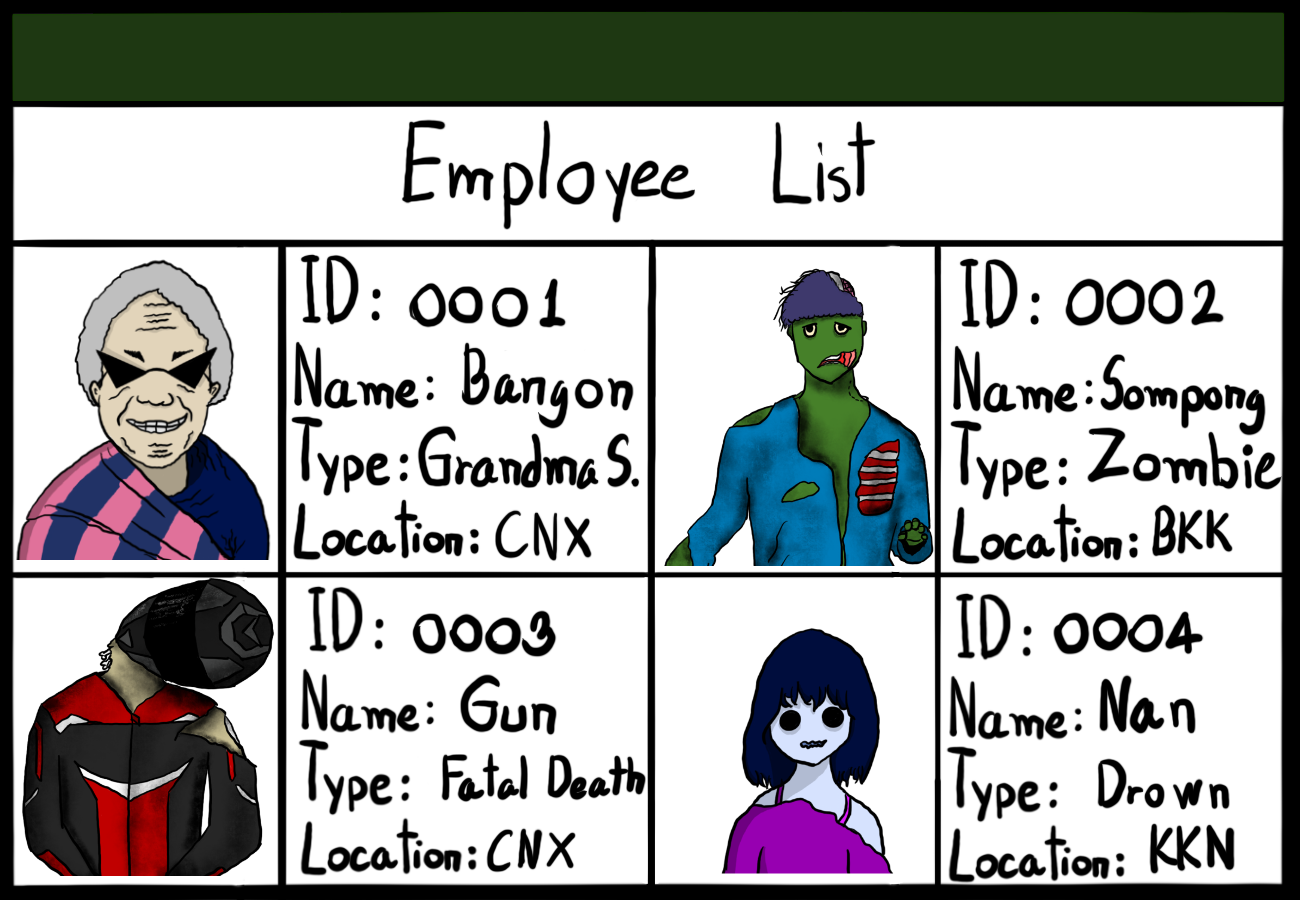 Employee List
ID: 0001
Name: Bangon
Type: Grandma S.
Location: CNX
ID: 0002
Name: Sompong
Type: Zombie
Location: BKK
ID: 0003
Name: Gun
Type: Fatal Death
Location: CNX
ID: 0004
Name: Nan
Type: Drown
Location: KKN